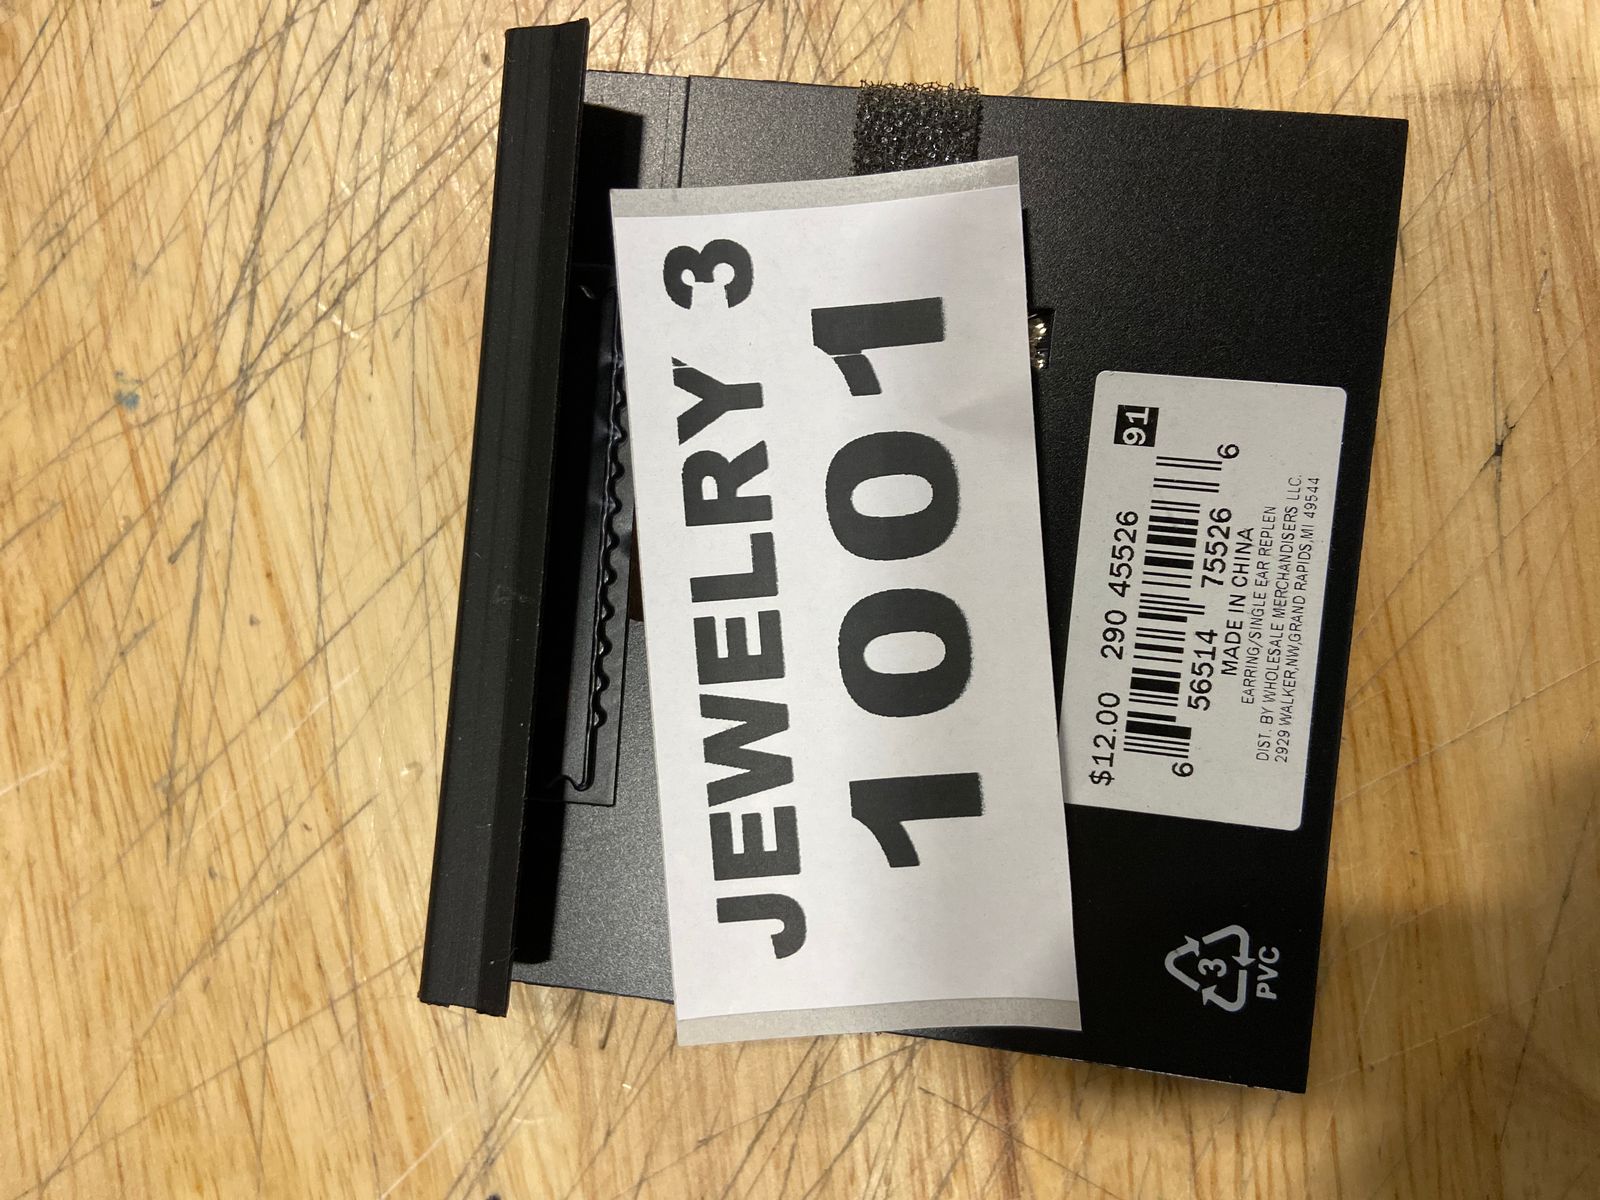 JEWELRY 3
1001
$12.00 290 45526 91
6 56514 75526 6
MADE IN CHINA
EARRING/SINGLE EAR REPLEN
DIST. BY WHOLESALE MERCHANDISERS LLC.
2929 WALKER,NW,GRAND RAPIDS,MI 49544
3
PVC